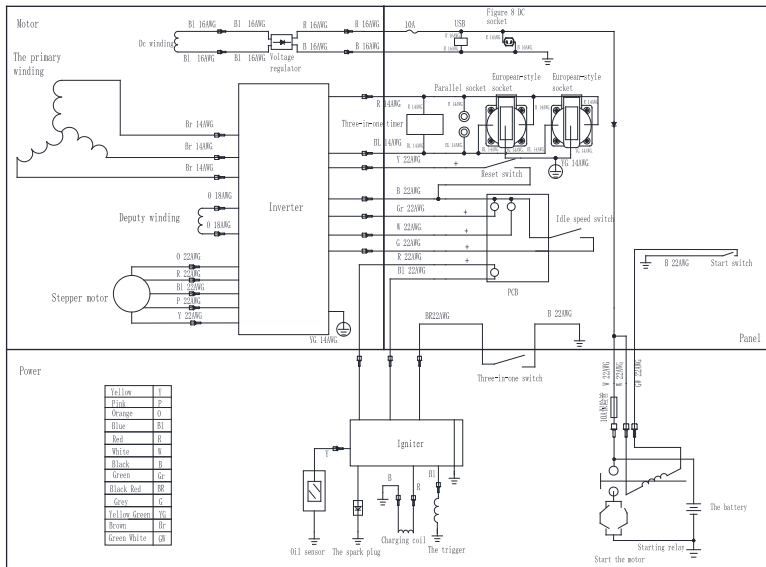 Motor
The primary
winding
Dc winding
Bl 16AWG
Bl 16AWG
Bl 16AWG
Bl 16AWG
Voltage
regulator
R 16AWG
B 16AWG
R 16AWG
B 16AWG
10A
USB
Figure 8 DC
socket
Br 14AWG
Br 14AWG
Br 14AWG
O 18AWG
O 18AWG
Deputy winding
Inverter
Stepper motor
O 22AWG
R 22AWG
Bl 22AWG
P 22AWG
Y 22AWG
YG 14AWG
R 14AWG
Three-in-one timer
BL 14AWG
Parallel socket
European-style
socket
European-style
socket
YG 14AWG
Y 22AWG
+
Reset switch
B 22AWG
Gr 22AWG
+
W 22AWG
+
G 22AWG
+
R 22AWG
+
Bl 22AWG
PCB
Idle speed switch
B 22AWG
Start switch
BR22AWG
B 22AWG
Three-in-one switch
Panel
Power
Yellow Y
Pink P
Orange O
Blue Bl
Red R
White W
Black B
Green Gr
Black Red BR
Grey G
Yellow Green YG
Brown Br
Green White GW
W 22AWG
W 22AWG
GW 22AWG
Igniter
Y
B
R
Bl
Oil sensor
The spark plug
Charging coil
The trigger
The battery
Starting relay
Start the motor